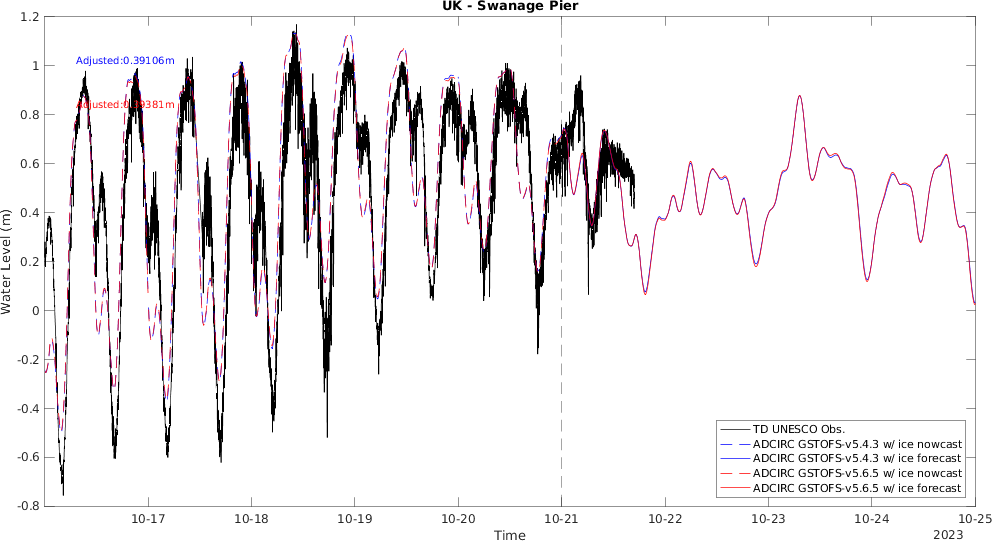 UK - Swanage Pier
Water Level (m)
1.2
1
0.8
0.6
0.4
0.2
0
-0.2
-0.4
-0.6
-0.8
Adjusted:0.39106m
Adjusted:0.39381m
TD UNESCO Obs.
ADCIRC GSTOFS-v5.4.3 w/ ice nowcast
ADCIRC GSTOFS-v5.4.3 w/ ice forecast
ADCIRC GSTOFS-v5.6.5 w/ ice nowcast
ADCIRC GSTOFS-v5.6.5 w/ ice forecast
10-17 10-18 10-19 10-20 10-21 10-22 10-23 10-24 10-25
Time
2023